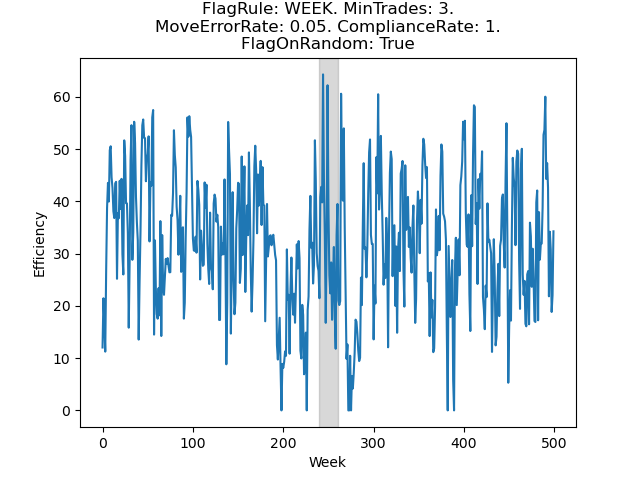 FlagRule: WEEK. MinTrades: 3.
MoveErrorRate: 0.05. ComplianceRate: 1.
FlagOnRandom: True
60
50
40
30
20
10
0
Efficiency
0 100 200 300 400 500
Week